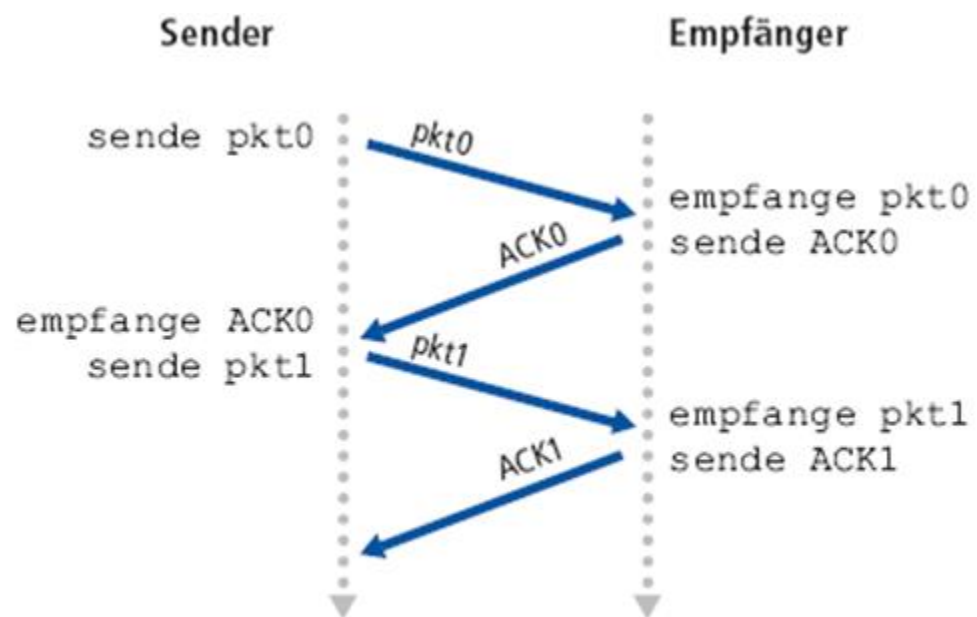 Sender
Empfänger
sende pkt0
pkt0
empfange pkt0
sende ACK0
ACK0
empfange ACK0
sende pkt1
pkt1
empfange pkt1
sende ACK1
ACK1